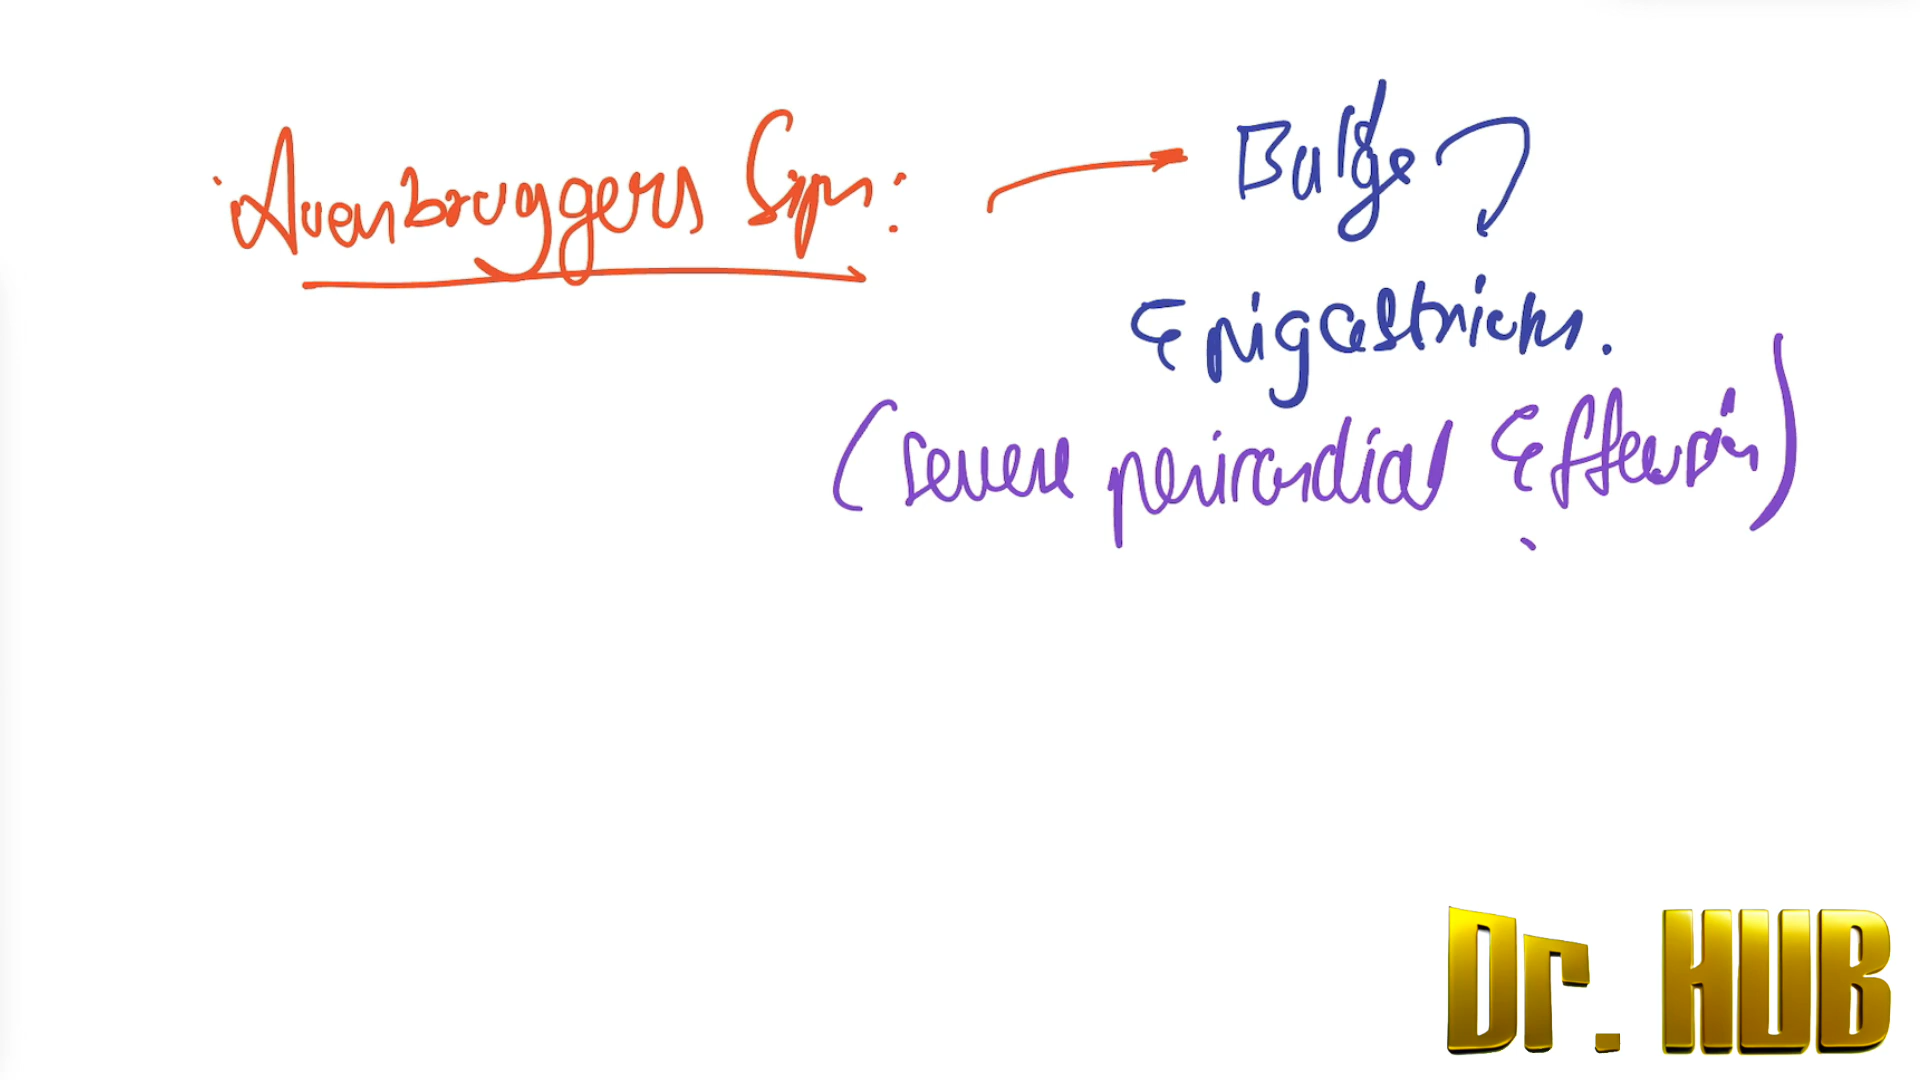 Auenbruggers Sign: → Bulge
Epigastrium.
(severe pericardial Effusion)
Dr. HUB